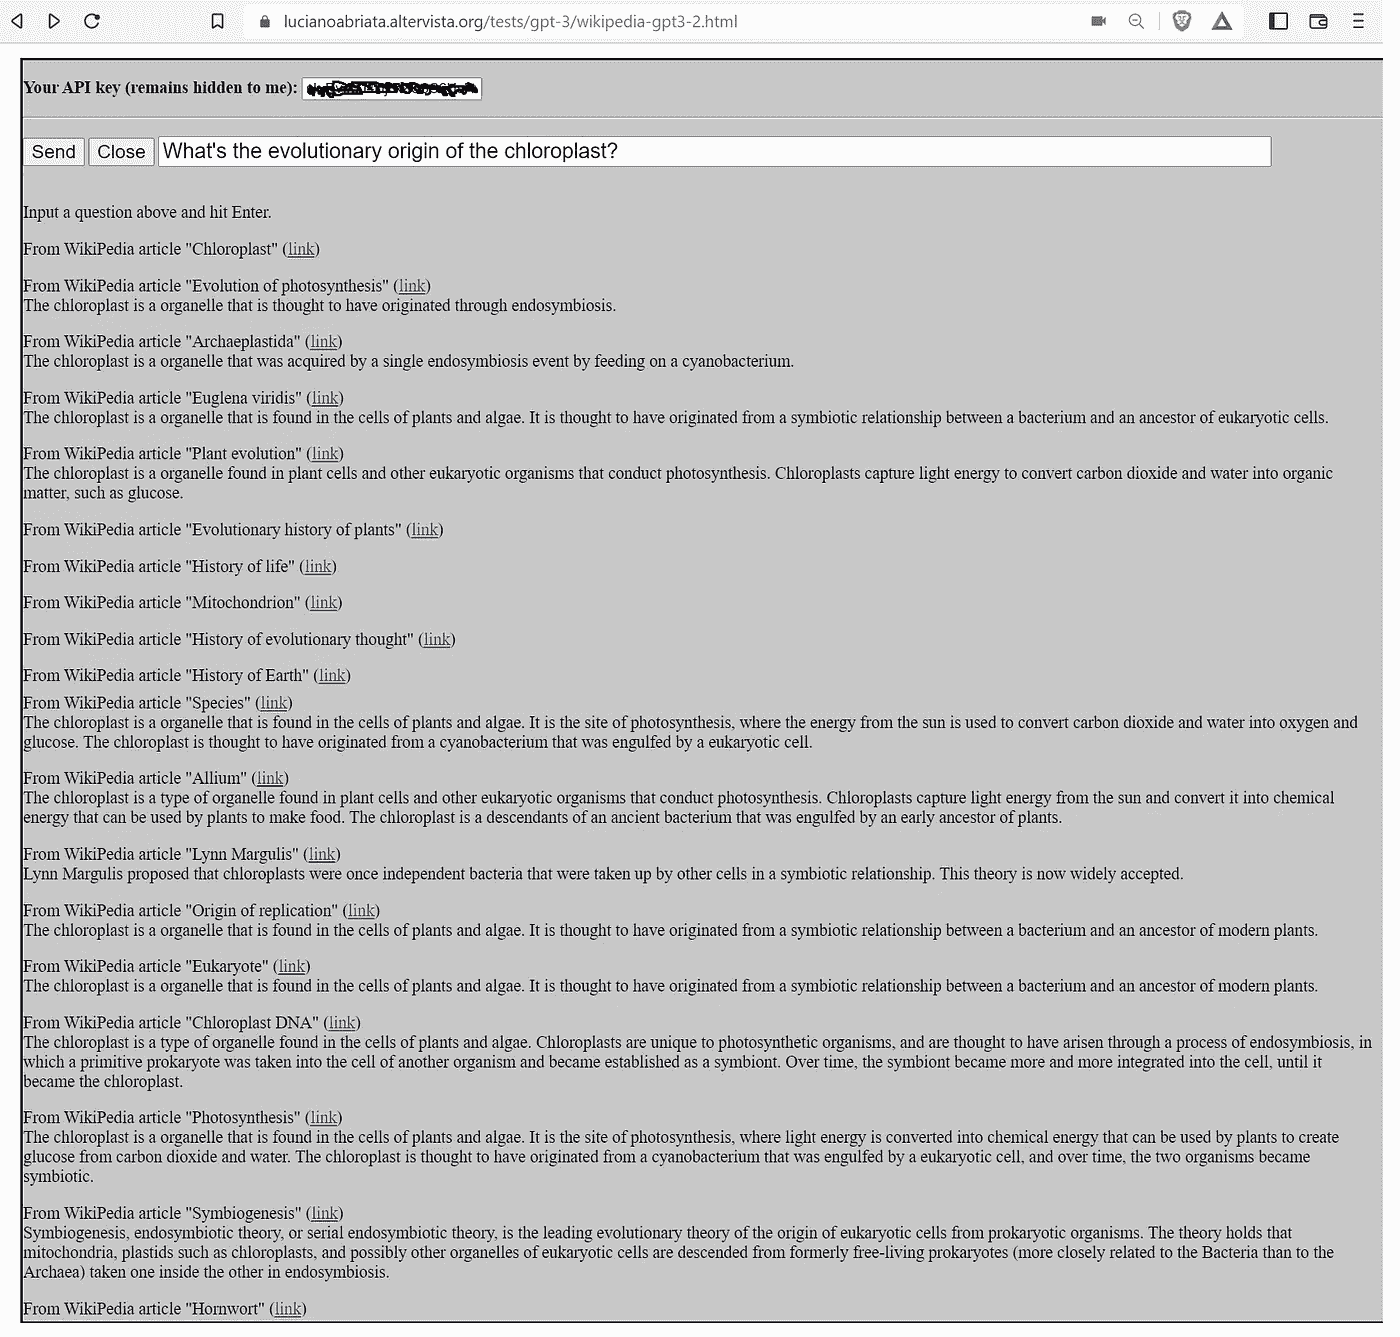 lucianoabriata.altervista.org/tests/gpt-3/wikipedia-gpt3-2.html
Your API key (remains hidden to me):
Send Close What's the evolutionary origin of the chloroplast?
Input a question above and hit Enter.
From WikiPedia article "Chloroplast" (link)
From WikiPedia article "Evolution of photosynthesis" (link)
The chloroplast is a organelle that is thought to have originated through endosymbiosis.
From WikiPedia article "Archaeplastida" (link)
The chloroplast is a organelle that was acquired by a single endosymbiosis event by feeding on a cyanobacterium.
From WikiPedia article "Euglena viridis" (link)
The chloroplast is a organelle that is found in the cells of plants and algae. It is thought to have originated from a symbiotic relationship between a bacterium and an ancestor of eukaryotic cells.
From WikiPedia article "Plant evolution" (link)
The chloroplast is a organelle found in plant cells and other eukaryotic organisms that conduct photosynthesis. Chloroplasts capture light energy to convert carbon dioxide and water into organic
matter, such as glucose.
From WikiPedia article "Evolutionary history of plants" (link)
From WikiPedia article "History of life" (link)
From WikiPedia article "Mitochondrion" (link)
From WikiPedia article "History of evolutionary thought" (link)
From WikiPedia article "History of Earth" (link)
From WikiPedia article "Species" (link)
The chloroplast is a organelle that is found in the cells of plants and algae. It is the site of photosynthesis, where the energy from the sun is used to convert carbon dioxide and water into oxygen and
glucose. The chloroplast is thought to have originated from a cyanobacterium that was engulfed by a eukaryotic cell.
From WikiPedia article "Allium" (link)
The chloroplast is a type of organelle found in plant cells and other eukaryotic organisms that conduct photosynthesis. Chloroplasts capture light energy from the sun and convert it into chemical
energy that can be used by plants to make food. The chloroplast is a descendants of an ancient bacterium that was engulfed by an early ancestor of plants.
From WikiPedia article "Lynn Margulis" (link)
Lynn Margulis proposed that chloroplasts were once independent bacteria that were taken up by other cells in a symbiotic relationship. This theory is now widely accepted.
From WikiPedia article "Origin of replication" (link)
The chloroplast is a organelle that is found in the cells of plants and algae. It is thought to have originated from a symbiotic relationship between a bacterium and an ancestor of modern plants.
From WikiPedia article "Eukaryote" (link)
The chloroplast is a organelle that is found in the cells of plants and algae. It is thought to have originated from a symbiotic relationship between a bacterium and an ancestor of modern plants.
From WikiPedia article "Chloroplast DNA" (link)
The chloroplast is a type of organelle found in the cells of plants and algae. Chloroplasts are unique to photosynthetic organisms, and are thought to have arisen through a process of endosymbiosis, in
which a primitive prokaryote was taken into the cell of another organism and became established as a symbiont. Over time, the symbiont became more and more integrated into the cell, until it
became the chloroplast.
From WikiPedia article "Photosynthesis" (link)
The chloroplast is a organelle that is found in the cells of plants and algae. It is the site of photosynthesis, where light energy is converted into chemical energy that can be used by plants to create
glucose from carbon dioxide and water. The chloroplast is thought to have originated from a cyanobacterium that was engulfed by a eukaryotic cell, and over time, the two organisms became
symbiotic.
From WikiPedia article "Symbiogenesis" (link)
Symbiogenesis, endosymbiotic theory, or serial endosymbiotic theory, is the leading evolutionary theory of the origin of eukaryotic cells from prokaryotic organisms. The theory holds that
mitochondria, plastids such as chloroplasts, and possibly other organelles of eukaryotic cells are descended from formerly free-living prokaryotes (more closely related to the Bacteria than to the
Archaea) taken one inside the other in endosymbiosis.
From WikiPedia article "Hornwort" (link)